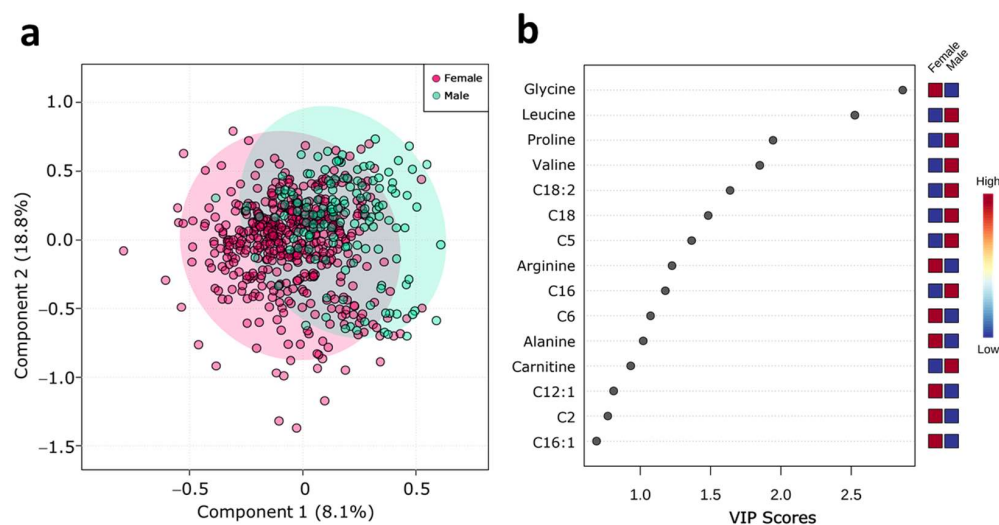 a
Female
Male
1.0
0.5
0.0
−0.5
−1.0
−1.5
Component 2 (18.8%)
−0.5
0
0.5
Component 1 (8.1%)
b
Female
Male
Glycine
Leucine
Proline
Valine
C18:2
C18
C5
Arginine
C16
C6
Alanine
Carnitine
C12:1
C2
C16:1
1.0
1.5
2.0
2.5
VIP Scores
High
Low